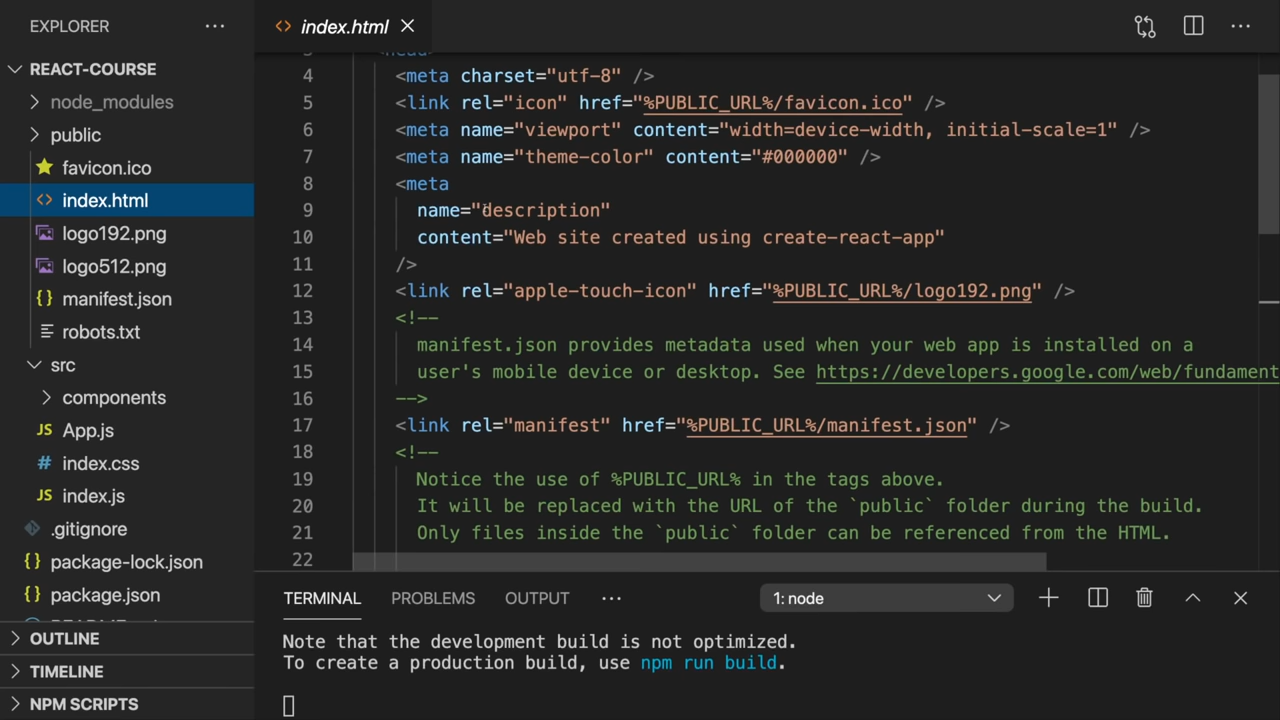 EXPLORER
REACT-COURSE
node_modules
public
favicon.ico
index.html
logo192.png
logo512.png
manifest.json
robots.txt
src
components
JS App.js
# index.css
JS index.js
.gitignore
{} package-lock.json
{} package.json
OUTLINE
TIMELINE
NPM SCRIPTS
<> index.html
<head>
4 <meta charset="utf-8" />
5 <link rel="icon" href="%PUBLIC_URL%/favicon.ico" />
6 <meta name="viewport" content="width=device-width, initial-scale=1" />
7 <meta name="theme-color" content="#000000" />
8 <meta
9 name="description"
10 content="Web site created using create-react-app"
11 />
12 <link rel="apple-touch-icon" href="%PUBLIC_URL%/logo192.png" />
13 <!--
14 manifest.json provides metadata used when your web app is installed on a
15 user's mobile device or desktop. See https://developers.google.com/web/fundament
16 -->
17 <link rel="manifest" href="%PUBLIC_URL%/manifest.json" />
18 <!--
19 Notice the use of %PUBLIC_URL% in the tags above.
20 It will be replaced with the URL of the `public` folder during the build.
21 Only files inside the `public` folder can be referenced from the HTML.
22
TERMINAL PROBLEMS OUTPUT ··· 1: node
Note that the development build is not optimized.
To create a production build, use npm run build.